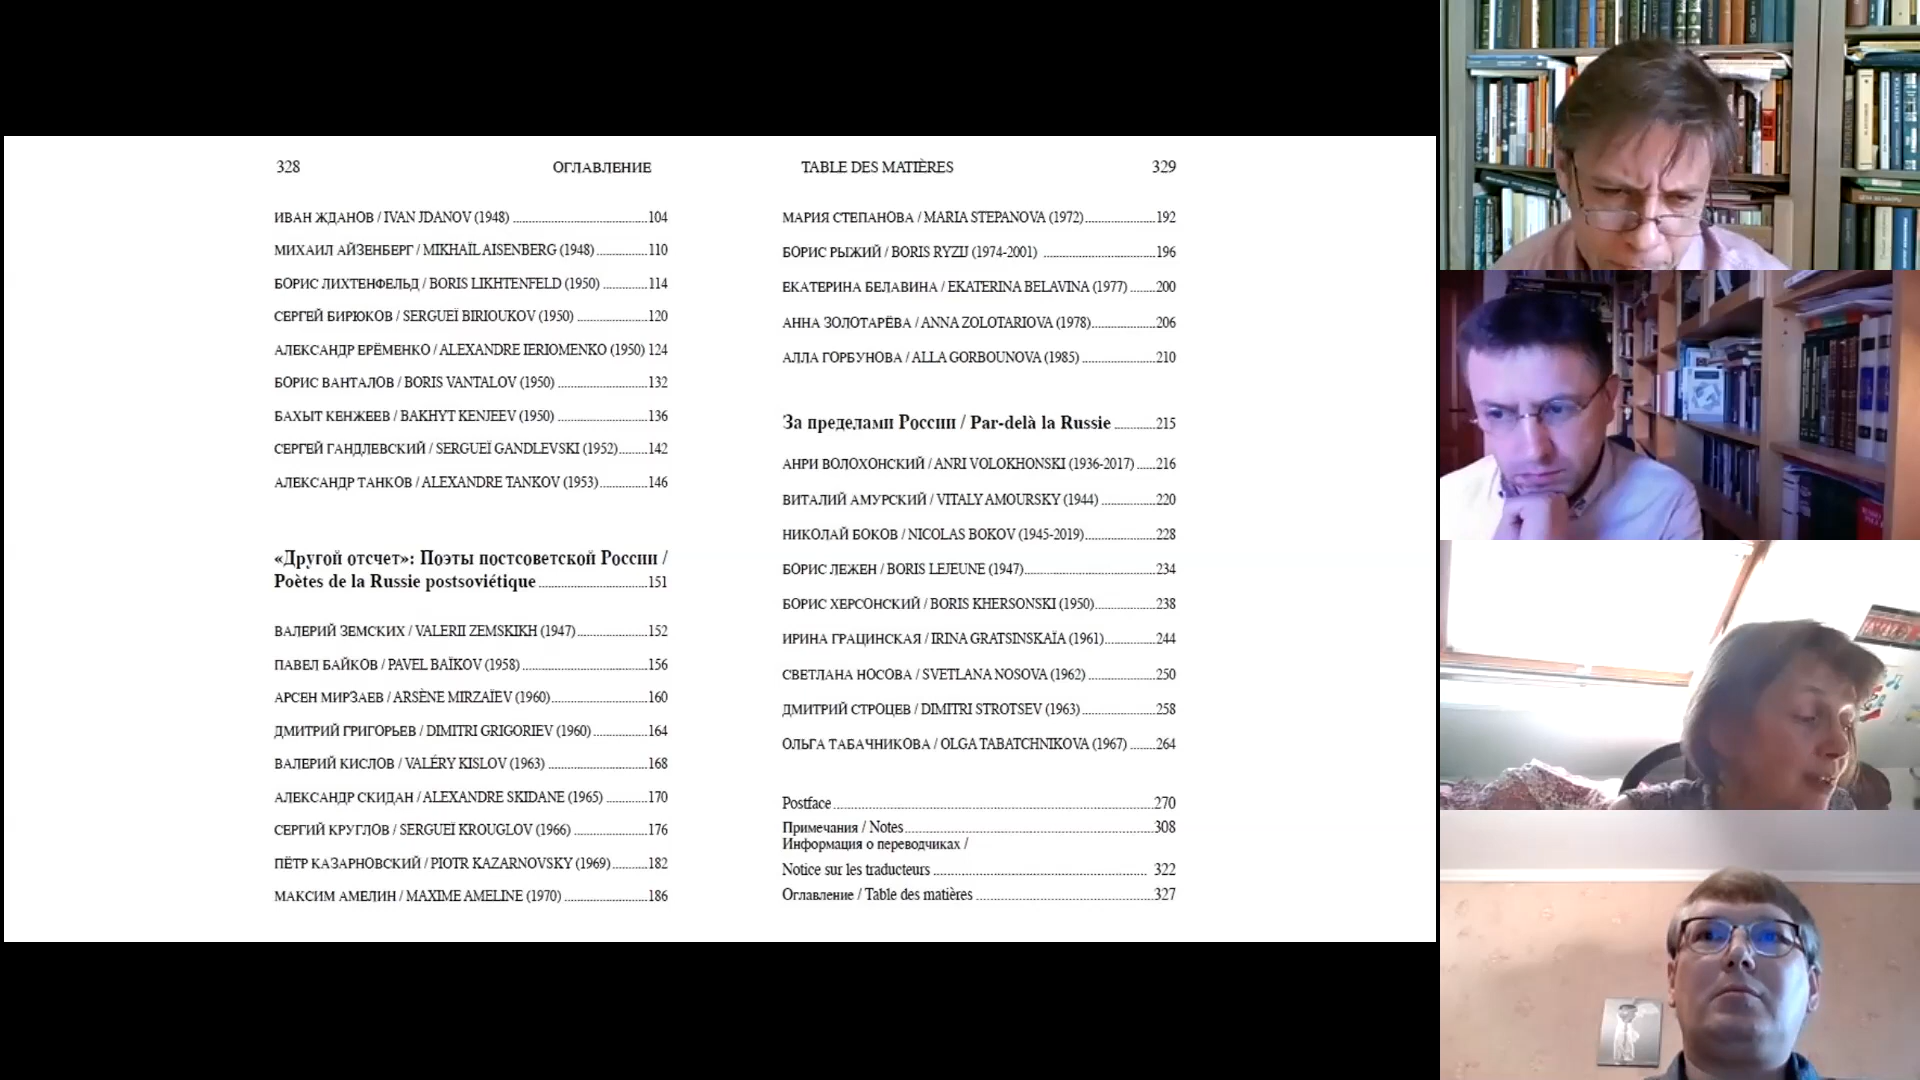 328 ОГЛАВЛЕНИЕ
ИВАН ЖДАНОВ / IVAN JDANOV (1948) ........................................104
МИХАИЛ АЙЗЕНБЕРГ / MIKHAÏL AISENBERG (1948) ...............110
БОРИС ЛИХТЕНФЕЛЬД / BORIS LIKHTENFELD (1950) .............114
СЕРГЕЙ БИРЮКОВ / SERGUEÏ BIRIOUKOV (1950) .....................120
АЛЕКСАНДР ЕРЁМЕНКО / ALEXANDRE IERIOMENKO (1950) 124
БОРИС ВАНТАЛОВ / BORIS VANTALOV (1950) ...........................132
БАХЫТ КЕНЖЕЕВ / BAKHYT KENJEEV (1950) ...........................136
СЕРГЕЙ ГАНДЛЕВСКИЙ / SERGUEÏ GANDLEVSKI (1952).........142
АЛЕКСАНДР ТАНКОВ / ALEXANDRE TANKOV (1953)...............146
«Другой отсчет»: Поэты постсоветской России /
Poètes de la Russie postsoviétique .................................151
ВАЛЕРИЙ ЗЕМСКИХ / VALERII ZEMSKIKH (1947).....................152
ПАВЕЛ БАЙКОВ / PAVEL BAÏKOV (1958) .....................................156
АРСЕН МИРЗАЕВ / ARSÈNE MIRZAÏEV (1960).............................160
ДМИТРИЙ ГРИГОРЬЕВ / DIMITRI GRIGORIEV (1960) ................164
ВАЛЕРИЙ КИСЛОВ / VALÉRY KISLOV (1963) ..............................168
АЛЕКСАНДР СКИДАН / ALEXANDRE SKIDANE (1965) ............170
СЕРГИЙ КРУГЛОВ / SERGUEÏ KROUGLOV (1966) ......................176
ПЁТР КАЗАРНОВСКИЙ / PIOTR KAZARNOVSKY (1969)..........182
МАКСИМ АМЕЛИН / MAXIME AMELINE (1970) .........................186
TABLE DES MATIÈRES 329
МАРИЯ СТЕПАНОВА / MARIA STEPANOVA (1972).....................192
БОРИС РЫЖИЙ / BORIS RYZIJ (1974-2001) .................................196
ЕКАТЕРИНА БЕЛАВИНА / EKATERINA BELAVINA (1977) .......200
АННА ЗОЛОТАРЁВА / ANNA ZOLOTARIOVA (1978)...................206
АЛЛА ГОРБУНОВА / ALLA GORBOUNOVA (1985) ......................210
За пределами России / Par-delà la Russie ............215
АНРИ ВОЛОХОНСКИЙ / ANRI VOLOKHONSKI (1936-2017) .....216
ВИТАЛИЙ АМУРСКИЙ / VITALY AMOURSKY (1944) ................220
НИКОЛАЙ БОКОВ / NICOLAS BOKOV (1945-2019).....................228
БОРИС ЛЕЖЕН / BORIS LEJEUNE (1947).......................................234
БОРИС ХЕРСОНСКИЙ / BORIS KHERSONSKI (1950)..................238
ИРИНА ГРАЦИНСКАЯ / IRINA GRATSINSKAÏA (1961)...............244
СВЕТЛАНА НОСОВА / SVETLANA NOSOVA (1962) ....................250
ДМИТРИЙ СТРОЦЕВ / DIMITRI STROTSEV (1963)......................258
ОЛЬГА ТАБАЧНИКОВА / OLGA TABATCHNIKOVA (1967) ........264
Postface.................................................................................................270
Примечания / Notes...........................................................................308
Информация о переводчиках /
Notice sur les traducteurs ................................................................ 322
Оглавление / Table des matières ......................................................327